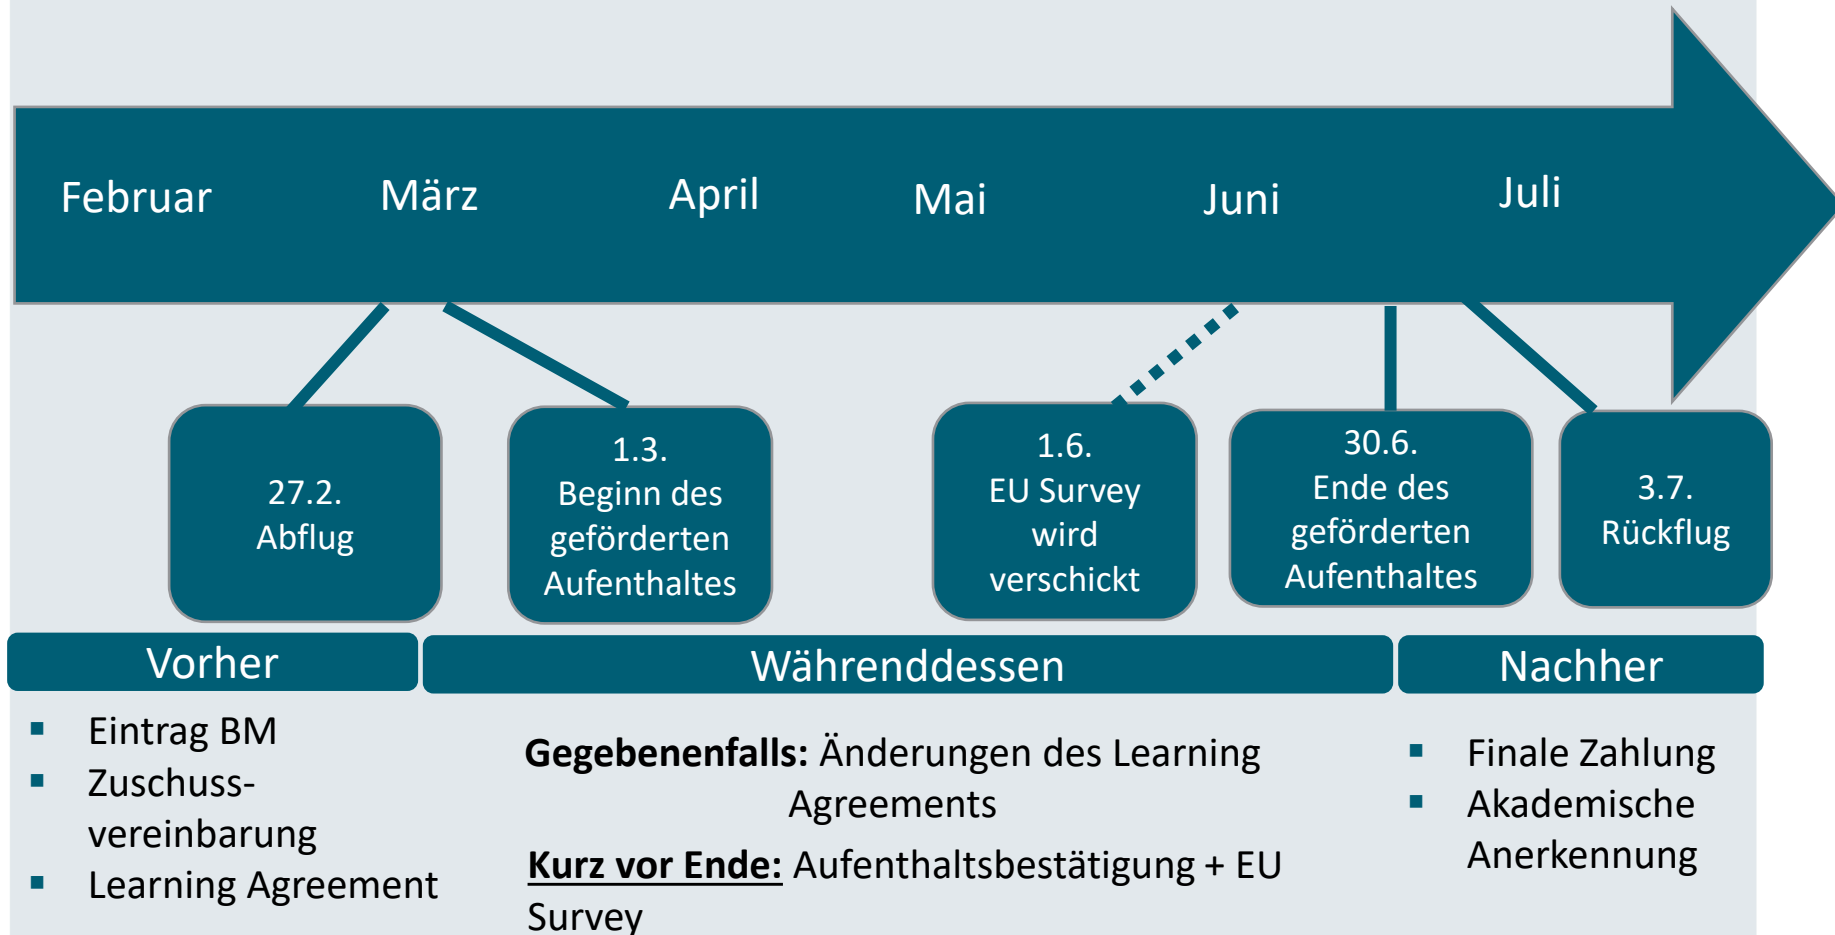 Februar
März
April
Mai
Juni
Juli
27.2.
Abflug
1.3.
Beginn des
geförderten
Aufenthaltes
1.6.
EU Survey
wird
verschickt
30.6.
Ende des
geförderten
Aufenthaltes
3.7.
Rückflug
Vorher
Währenddessen
Nachher
▪ Eintrag BM
▪ Zuschuss-
vereinbarung
▪ Learning Agreement
Gegebenenfalls: Änderungen des Learning
Agreements
Kurz vor Ende: Aufenthaltsbestätigung + EU
Survey
▪ Finale Zahlung
▪ Akademische
Anerkennung